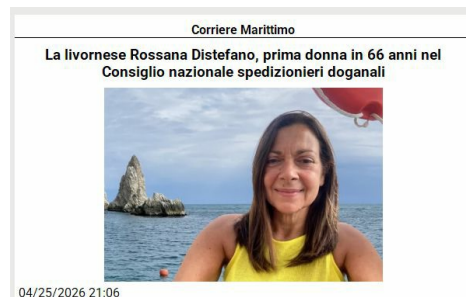 Corriere Marittimo
La livornese Rossana Distefano, prima donna in 66 anni nel
Consiglio nazionale spedizionieri doganali
04/25/2026 21:06